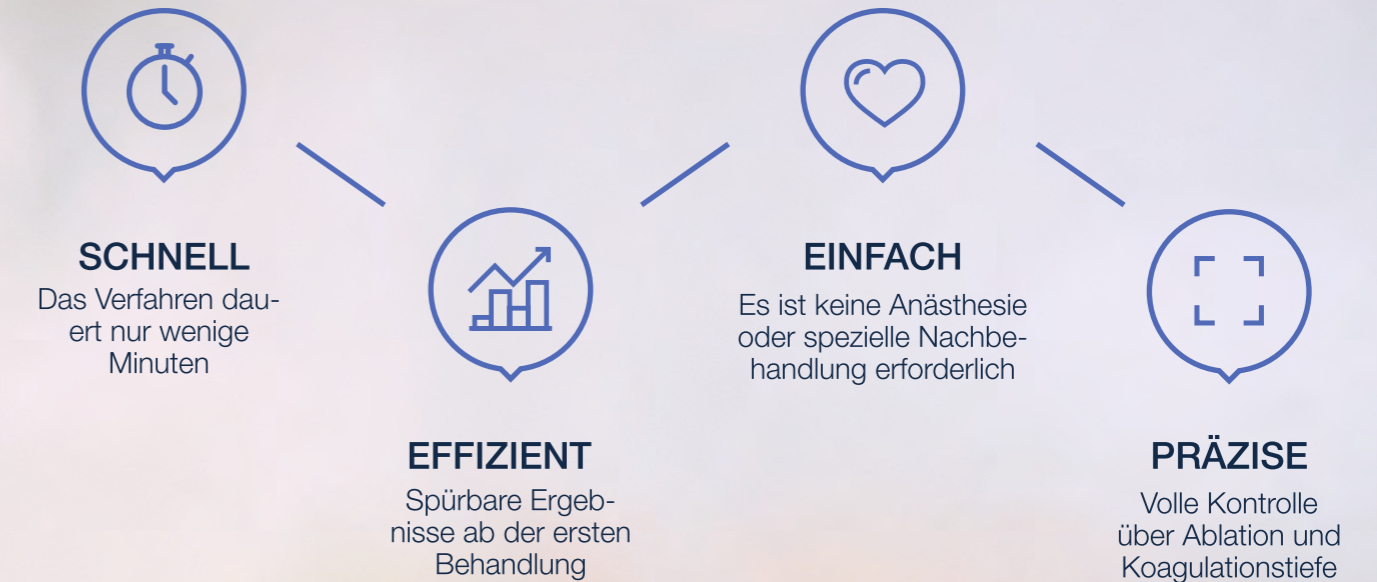 SCHNELL
Das Verfahren dau-
ert nur wenige
Minuten
EFFIZIENT
Spürbare Ergeb-
nisse ab der ersten
Behandlung
EINFACH
Es ist keine Anästhesie
oder spezielle Nachbe-
handlung erforderlich
PRÄZISE
Volle Kontrolle
über Ablation und
Koagulationstiefe